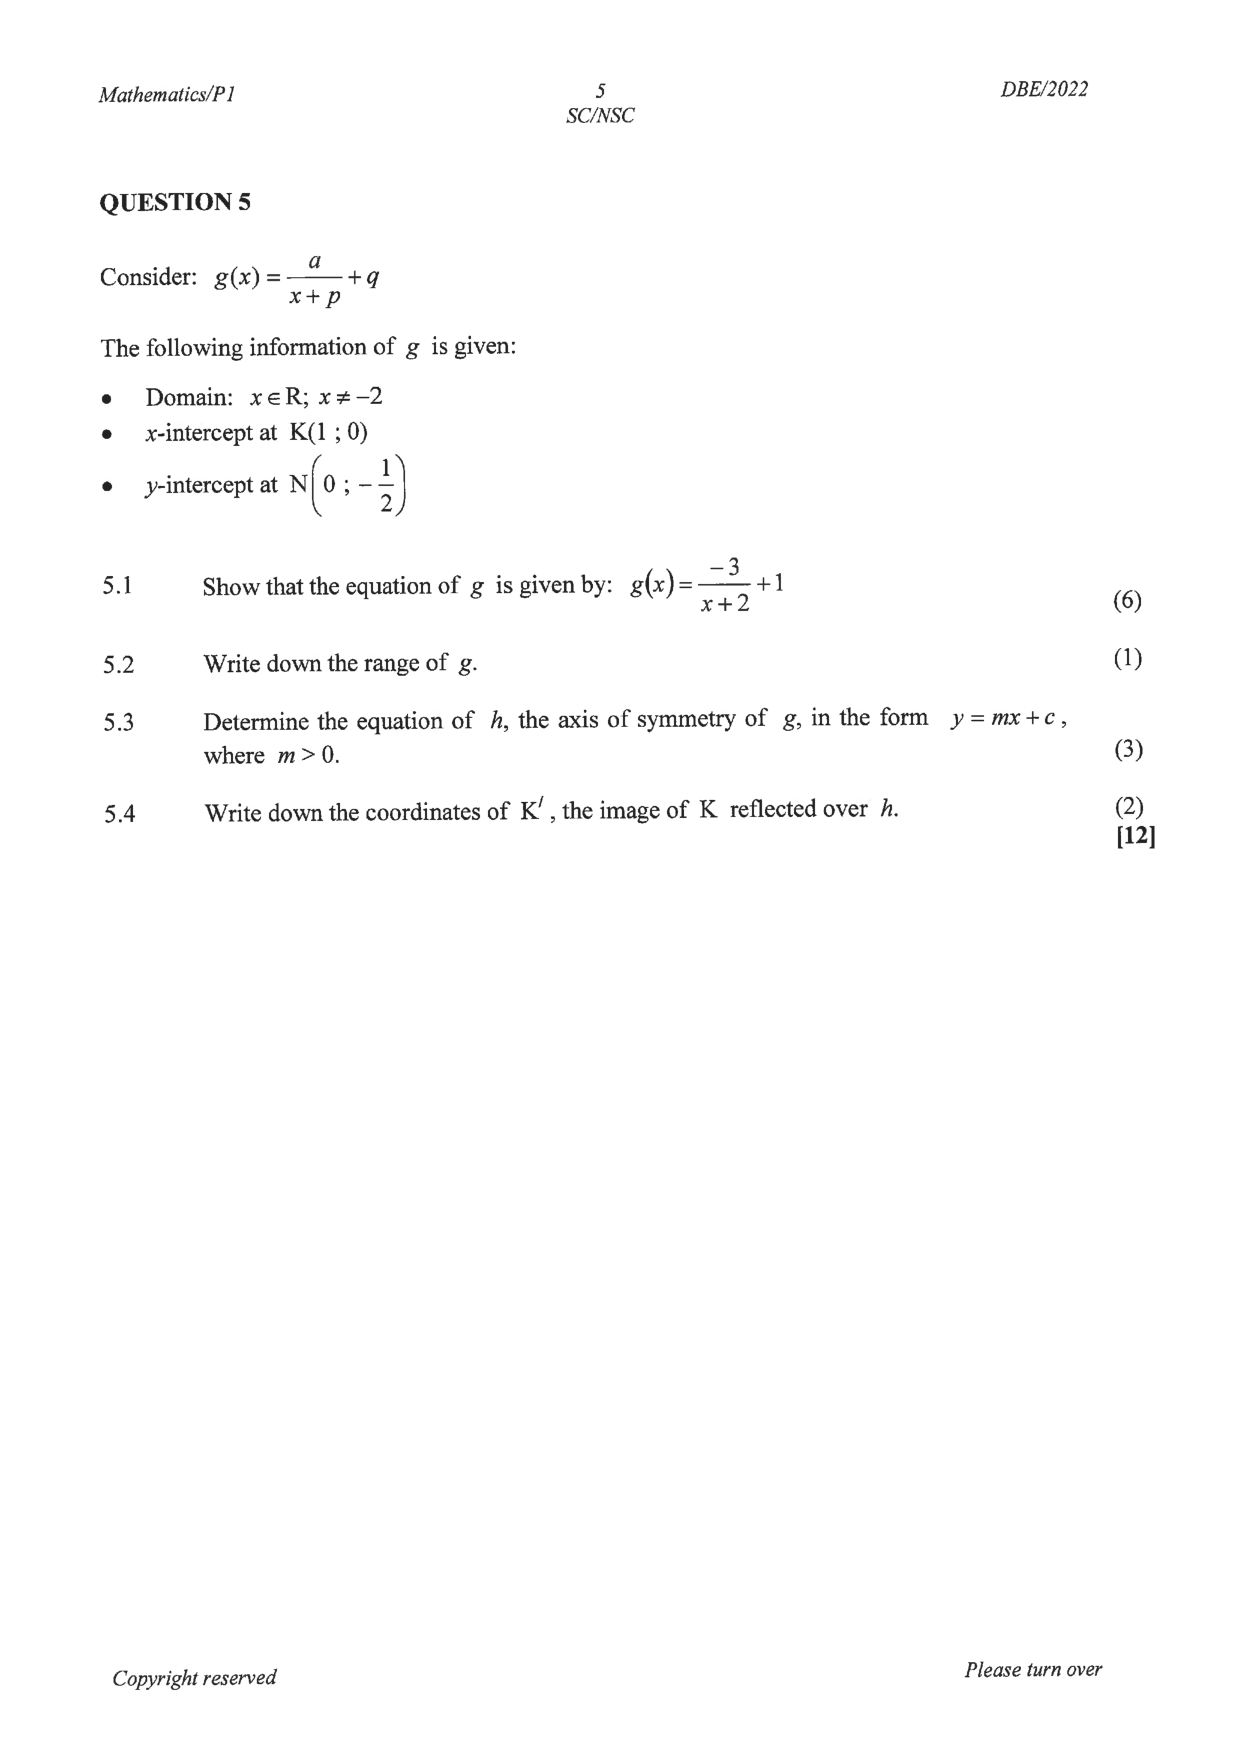 Mathematics/P1 5 DBE/2022
SC/NSC
QUESTION 5
Consider: g(x) = a/(x + p) + q
The following information of g is given:
• Domain: x ∈ R; x ≠ −2
• x-intercept at K(1 ; 0)
• y-intercept at N(0 ; −1/2)
5.1 Show that the equation of g is given by: g(x) = −3/(x + 2) + 1 (6)
5.2 Write down the range of g. (1)
5.3 Determine the equation of h, the axis of symmetry of g, in the form y = mx + c ,
where m > 0. (3)
5.4 Write down the coordinates of K′ , the image of K reflected over h. (2)
[12]
Copyright reserved Please turn over